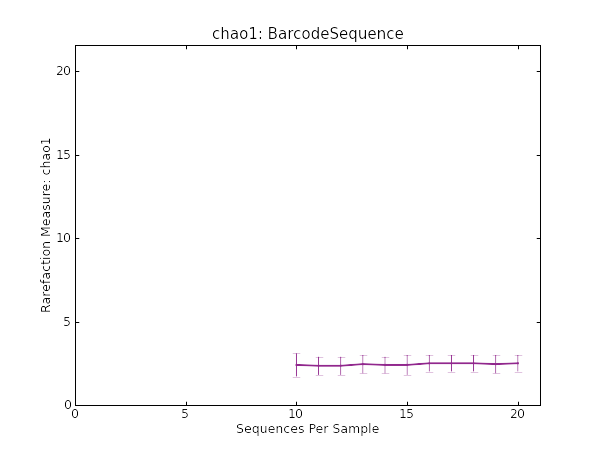 chao1: BarcodeSequence
Rarefaction Measure: chao1
20
15
10
5
0
0 5 10 15 20
Sequences Per Sample